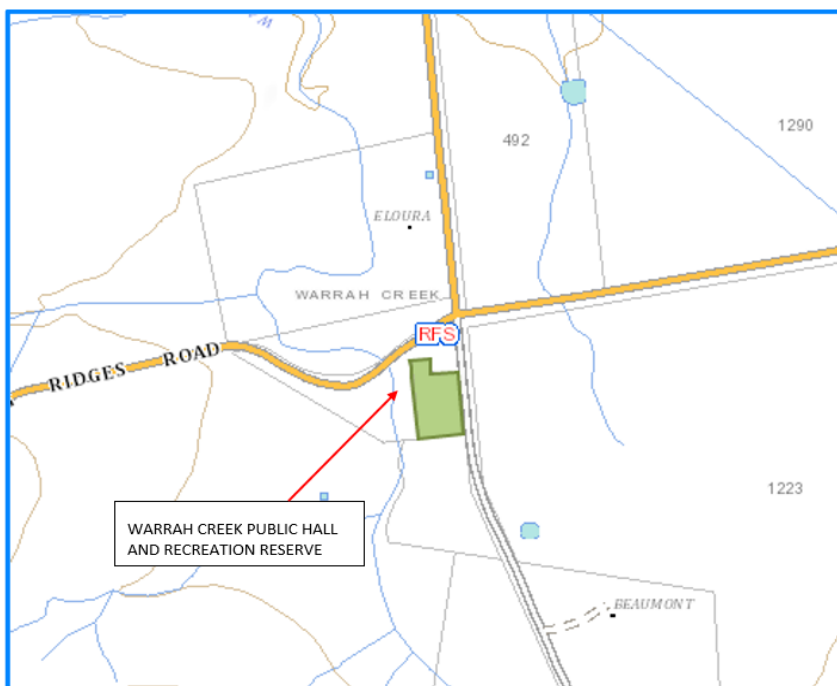 W
492
1290
ELOURA
WARRAH CREEK
RFS
RIDGES ROAD
1223
WARRAH CREEK PUBLIC HALL
AND RECREATION RESERVE
BEAUMONT